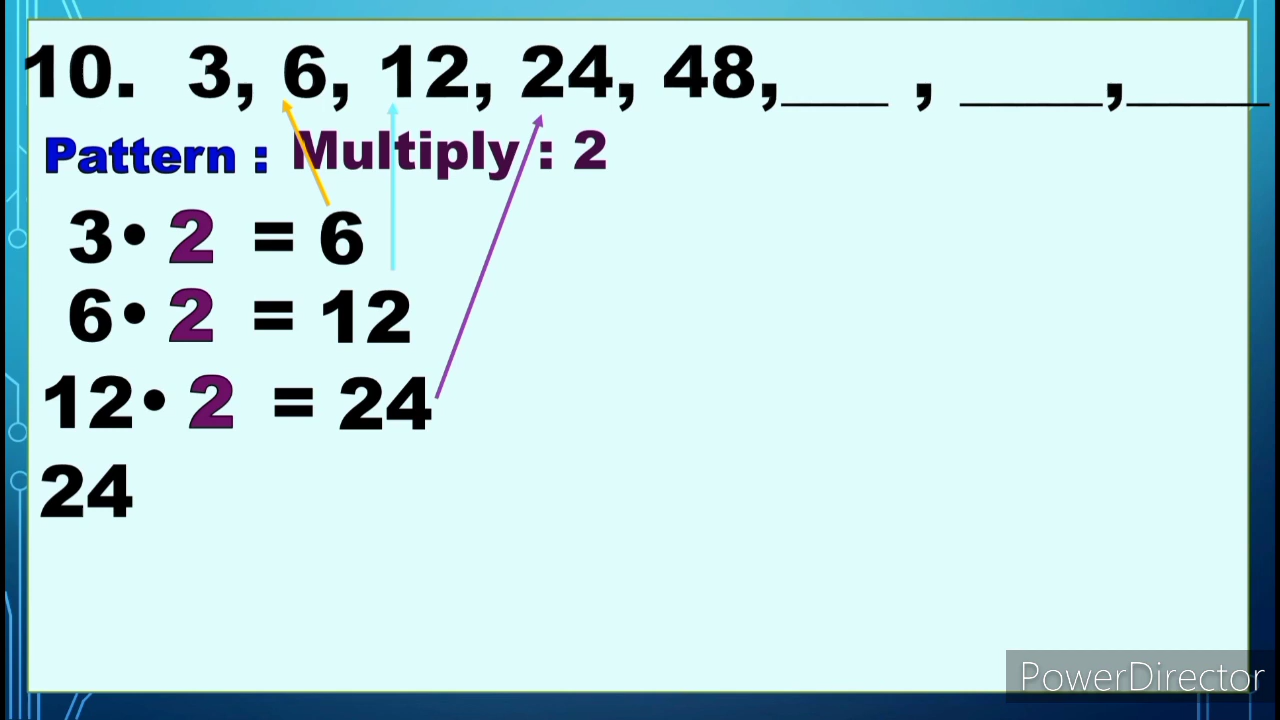 10. 3, 6, 12, 24, 48,___ , ____,____
Pattern : Multiply : 2
3• 2 = 6
6• 2 = 12
12• 2 = 24
24
PowerDirector